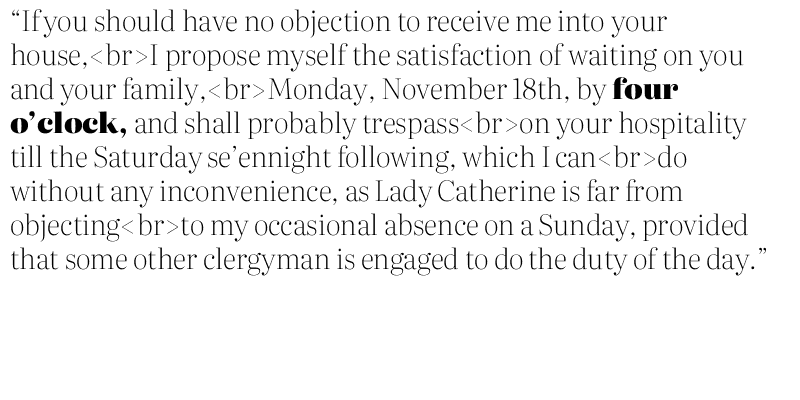 “If you should have no objection to receive me into your
house,<br>I propose myself the satisfaction of waiting on you
and your family,<br>Monday, November 18th, by four
o’clock, and shall probably trespass<br>on your hospitality
till the Saturday se’ennight following, which I can<br>do
without any inconvenience, as Lady Catherine is far from
objecting<br>to my occasional absence on a Sunday, provided
that some other clergyman is engaged to do the duty of the day.”